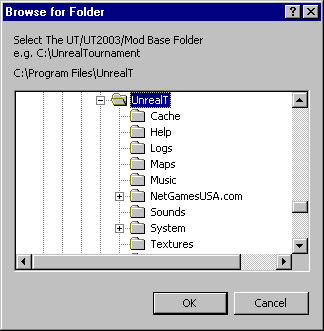 Browse for Folder
Select The UT/UT2003/Mod Base Folder
e.g. C:\UnrealTournament
C:\Program Files\UnrealT
UnrealT
Cache
Help
Logs
Maps
Music
NetGamesUSA.com
Sounds
System
Textures
OK
Cancel